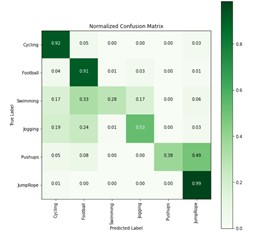 Normalized Confusion Matrix
Cycling 0.92 0.05 0.00 0.00 0.00 0.03
Football 0.04 0.91 0.01 0.03 0.00 0.01
Swimming 0.17 0.33 0.28 0.17 0.00 0.06
Jogging 0.19 0.24 0.01 0.53 0.00 0.03
Pushups 0.05 0.08 0.00 0.00 0.38 0.49
JumpRope 0.01 0.00 0.00 0.00 0.00 0.99
Cycling Football Swimming Jogging Pushups JumpRope
Predicted Label
True Label
0.8
0.6
0.4
0.2
0.0